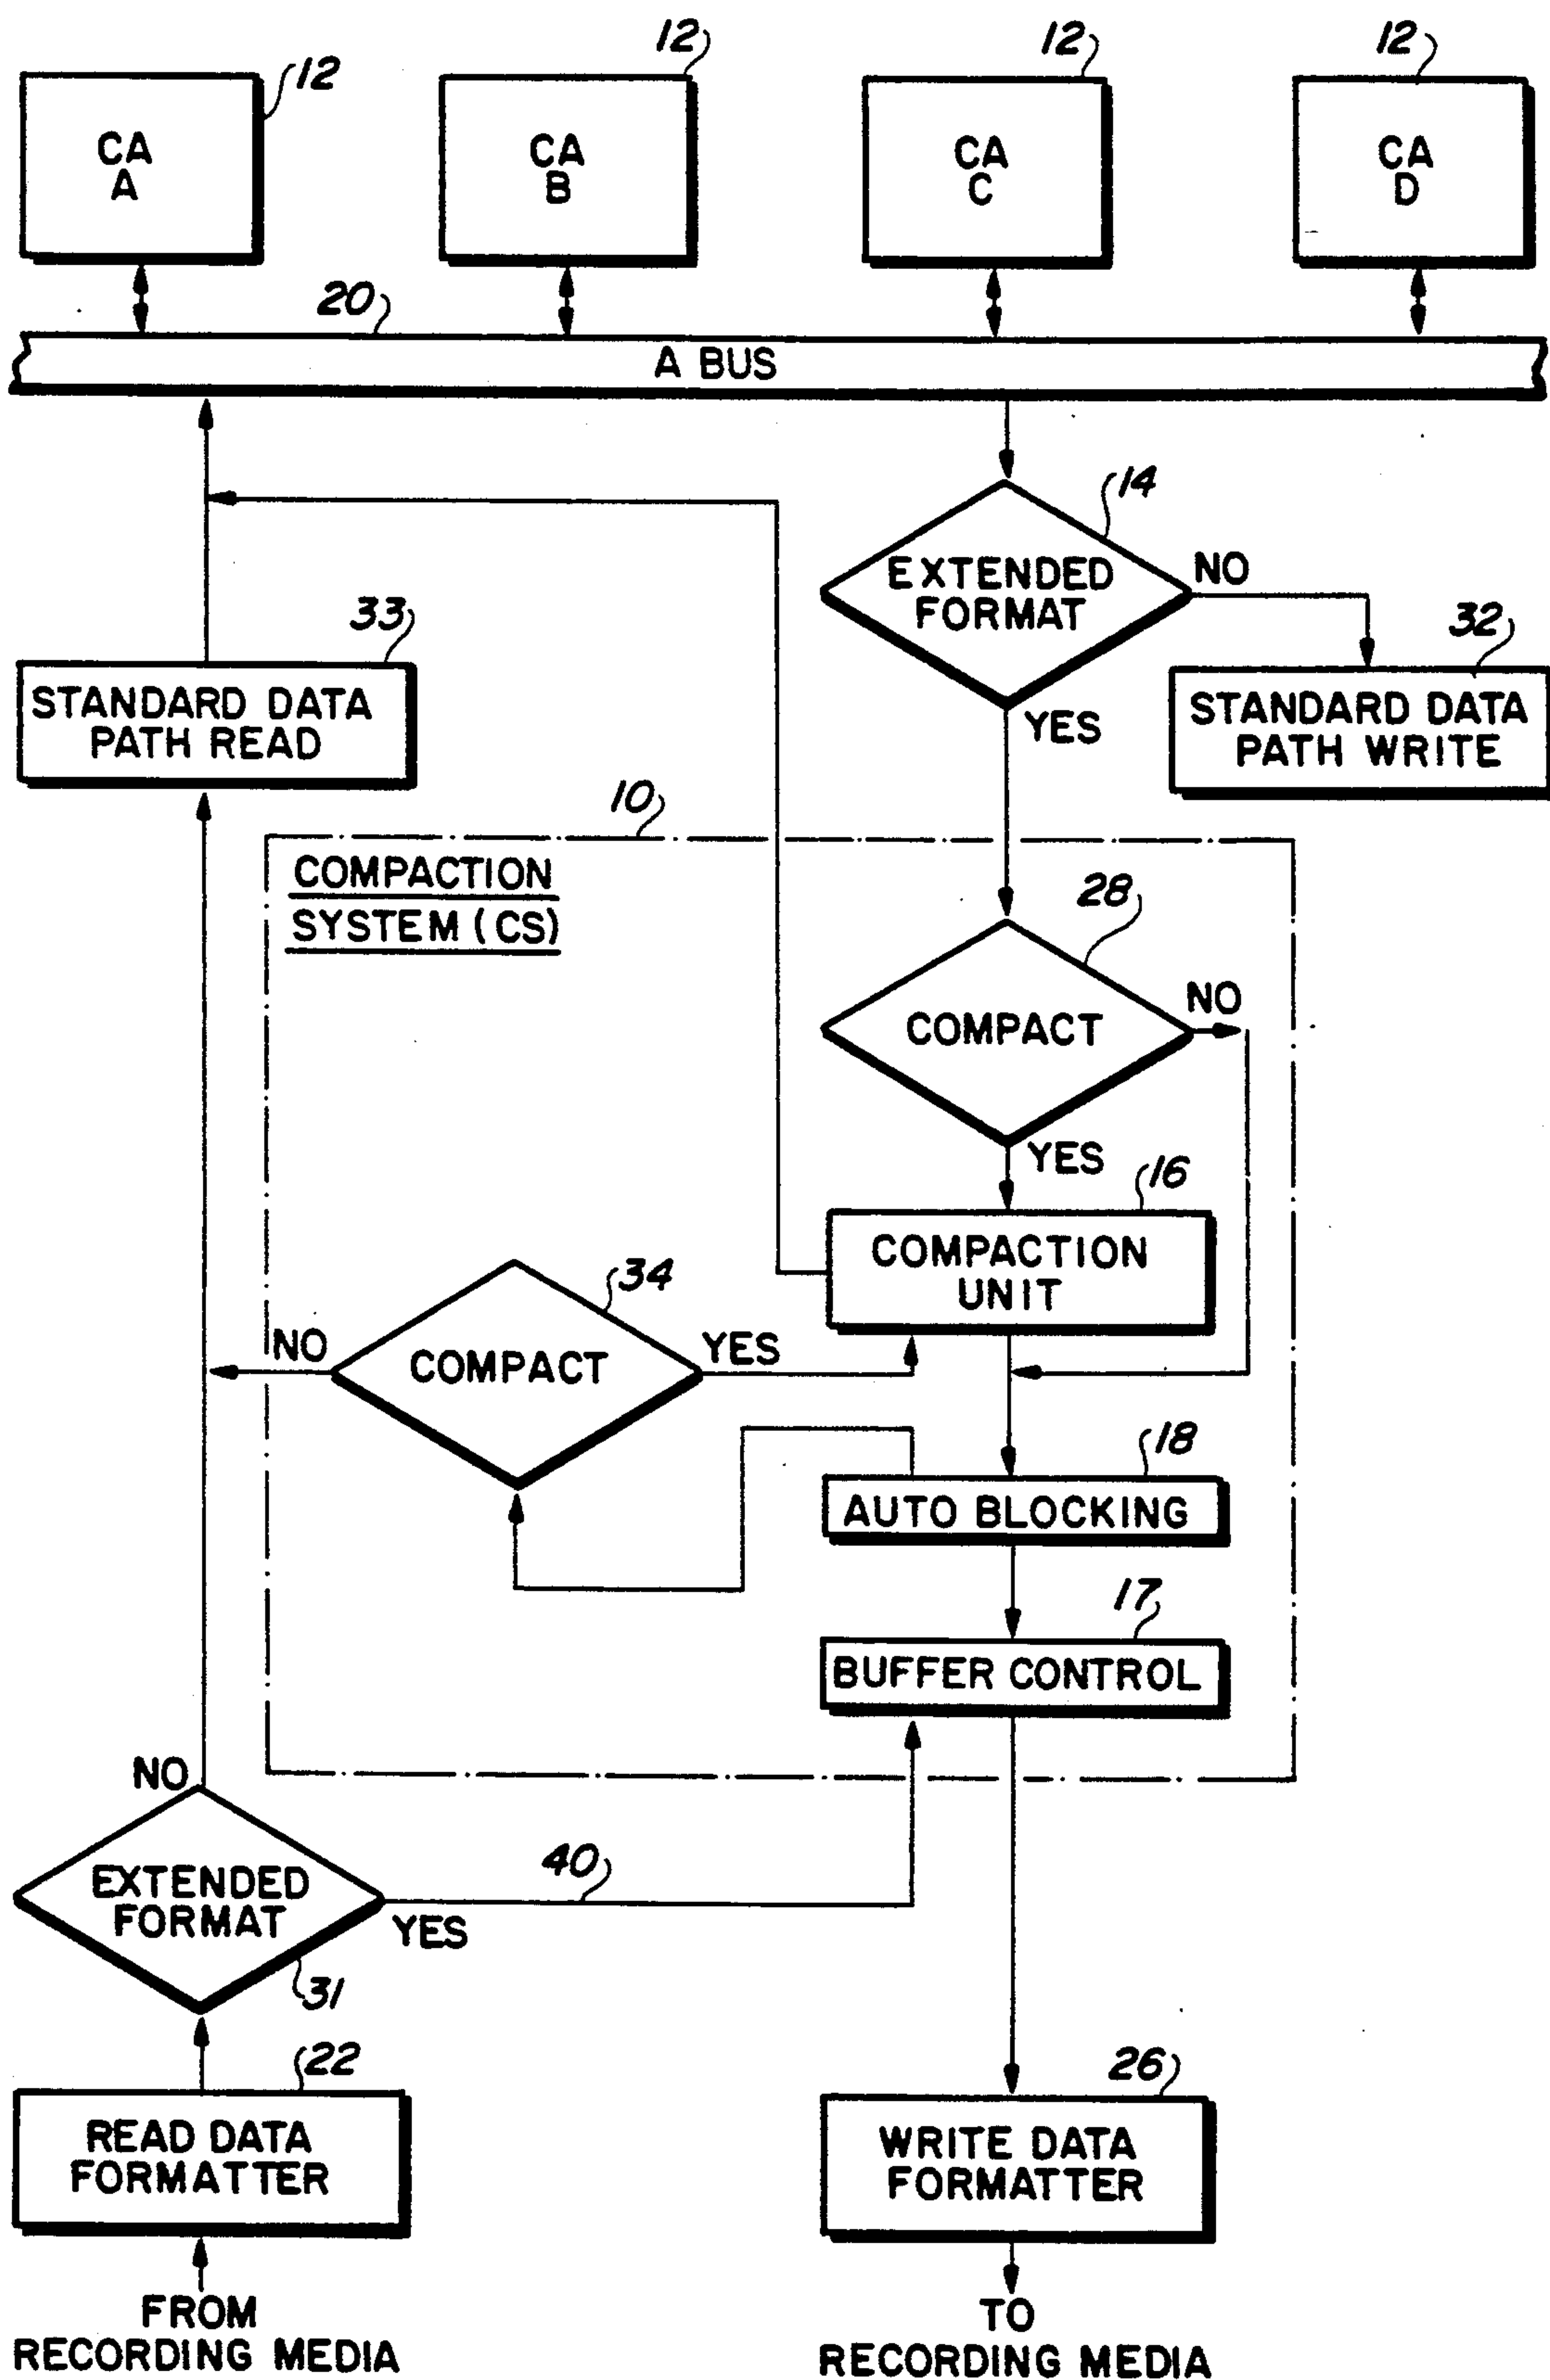 12
12
12
12
CA
A
CA
B
CA
C
CA
D
20
A BUS
14
EXTENDED
FORMAT
NO
YES
33
STANDARD DATA
PATH READ
32
STANDARD DATA
PATH WRITE
10
COMPACTION
SYSTEM (CS)
28
COMPACT
NO
YES
16
COMPACTION
UNIT
34
COMPACT
NO
YES
18
AUTO BLOCKING
17
BUFFER CONTROL
NO
EXTENDED
FORMAT
YES
40
31
22
READ DATA
FORMATTER
26
WRITE DATA
FORMATTER
FROM
RECORDING MEDIA
TO
RECORDING MEDIA